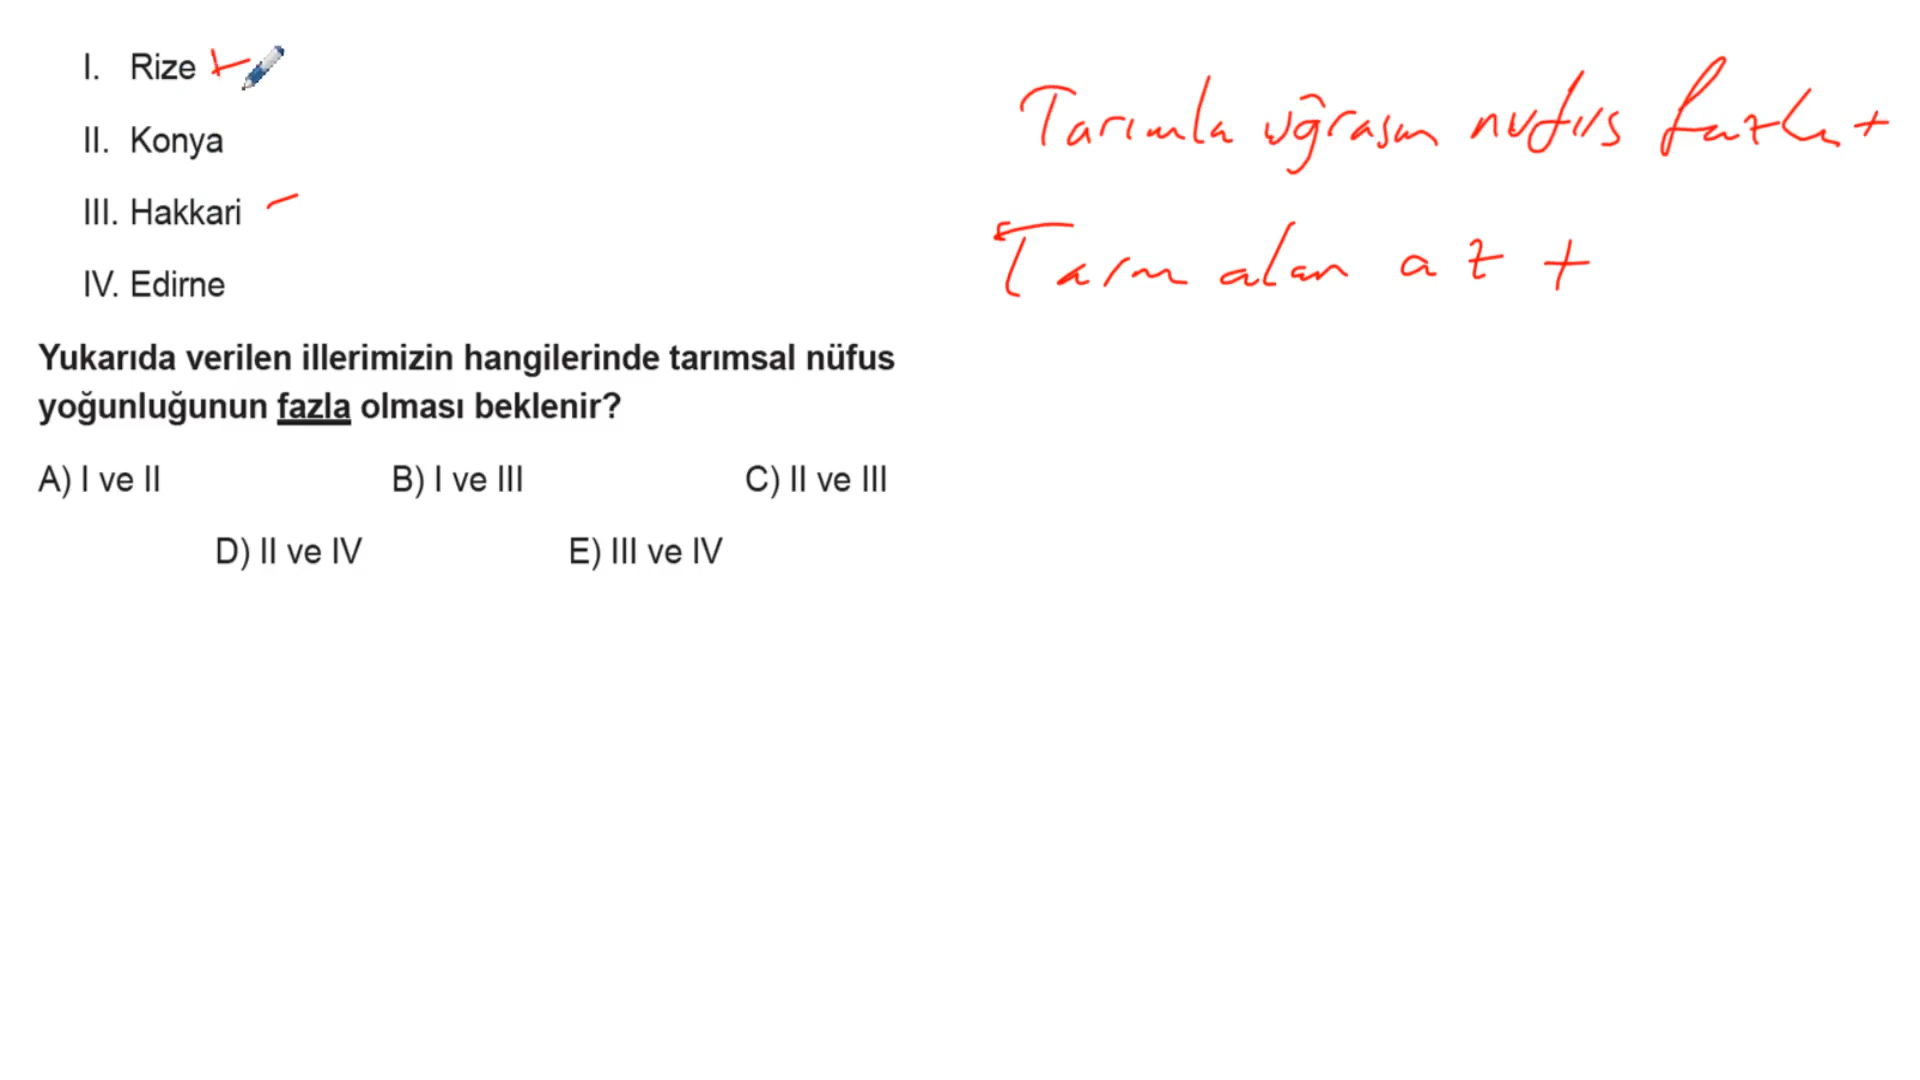 I. Rize
II. Konya
III. Hakkari
IV. Edirne
Yukarıda verilen illerimizin hangilerinde tarımsal nüfus
yoğunluğunun fazla olması beklenir?
A) I ve II B) I ve III C) II ve III
D) II ve IV E) III ve IV
Tarımla uğraşan nüfus fazla +
Tarım alan az +